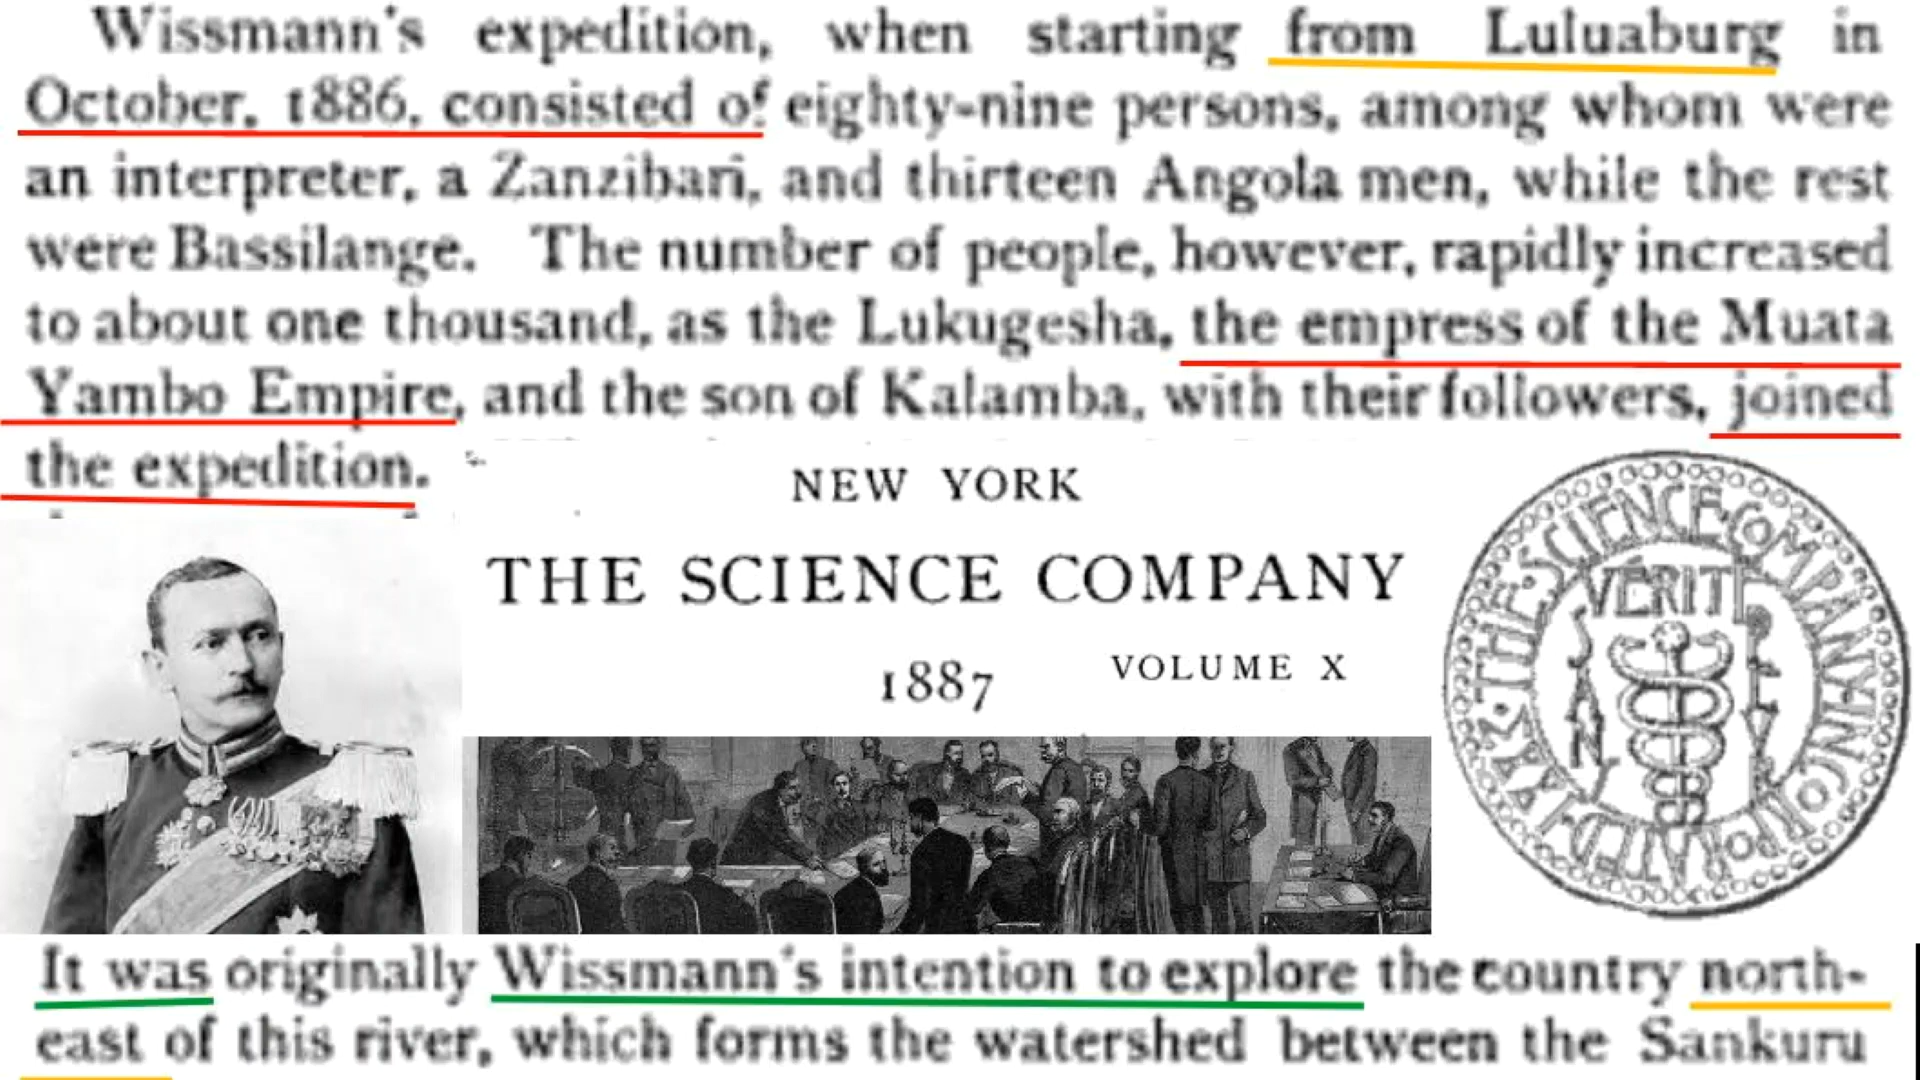 Wissmann's expedition, when starting from Luluaburg in
October, 1886, consisted of eighty-nine persons, among whom were
an interpreter, a Zanzibari, and thirteen Angola men, while the rest
were Bassilange. The number of people, however, rapidly increased
to about one thousand, as the Lukugesha, the empress of the Muata
Yambo Empire, and the son of Kalamba, with their followers, joined
the expedition.
NEW YORK
THE SCIENCE COMPANY
1887
VOLUME X
THE·SCIENCE·COMPANY·INCORPORATED·
VERITÉ SANS PEUR
It was originally Wissmann's intention to explore the country north-
east of this river, which forms the watershed between the Sankuru